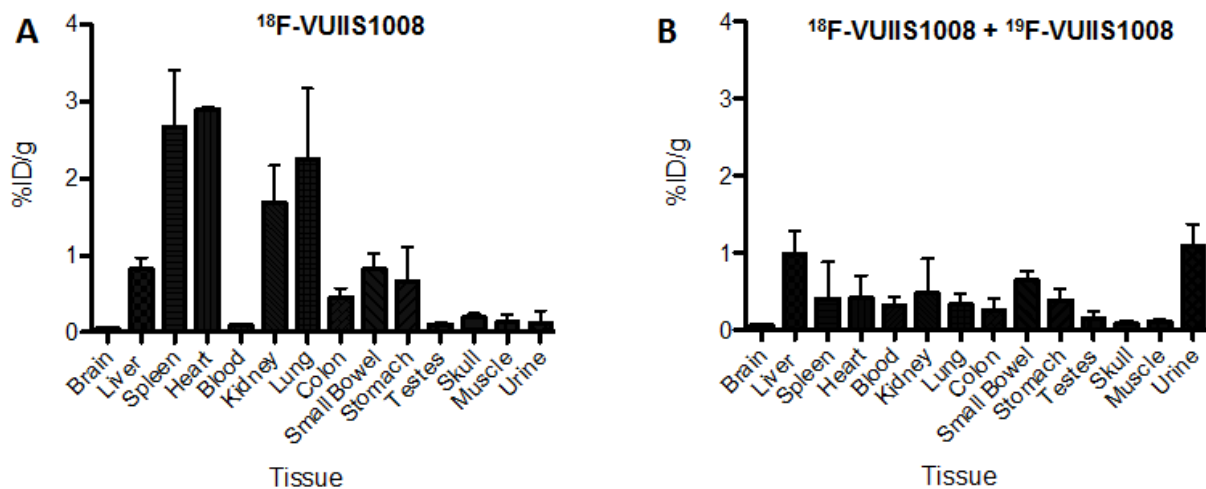 A
¹⁸F-VUIIS1008
4
3
2
1
0
%ID/g
Brain
Liver
Spleen
Heart
Blood
Kidney
Lung
Colon
Small Bowel
Stomach
Testes
Skull
Muscle
Urine
Tissue
B
¹⁸F-VUIIS1008 + ¹⁹F-VUIIS1008
4
3
2
1
0
%ID/g
Brain
Liver
Spleen
Heart
Blood
Kidney
Lung
Colon
Small Bowel
Stomach
Testes
Skull
Muscle
Urine
Tissue